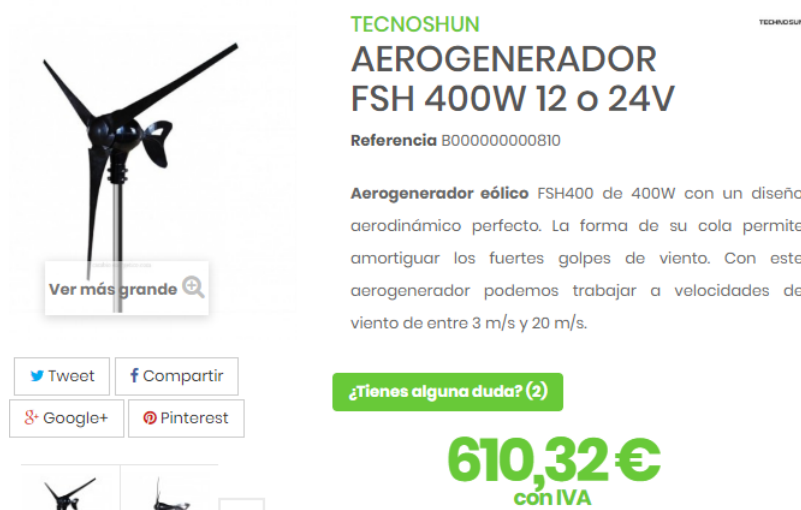 TECNOSHUN
TECHNOSUN
AEROGENERADOR
FSH 400W 12 o 24V
Referencia B000000000810
Aerogenerador eólico FSH400 de 400W con un diseño
aerodinámico perfecto. La forma de su cola permite
amortiguar los fuertes golpes de viento. Con este
aerogenerador podemos trabajar a velocidades de
viento de entre 3 m/s y 20 m/s.
Ver más grande
Tweet
Compartir
Google+
Pinterest
¿Tienes alguna duda? (2)
610,32 €
con IVA